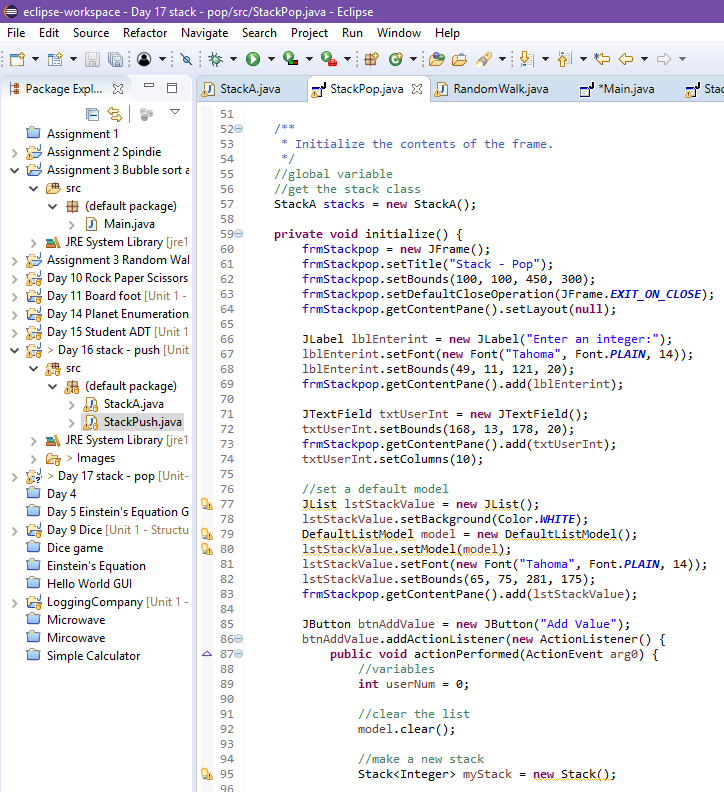 eclipse-workspace - Day 17 stack - pop/src/StackPop.java - Eclipse
File Edit Source Refactor Navigate Search Project Run Window Help
Package Expl...
StackA.java StackPop.java RandomWalk.java *Main.java Stac
Assignment 1
Assignment 2 Spindie
Assignment 3 Bubble sort a
src
(default package)
Main.java
JRE System Library [jre1
Assignment 3 Random Wal
Day 10 Rock Paper Scissors
Day 11 Board foot [Unit 1 -
Day 14 Planet Enumeration
Day 15 Student ADT [Unit 1
> Day 16 stack - push [Unit
src
(default package)
StackA.java
StackPush.java
JRE System Library [jre1
> Images
> Day 17 stack - pop [Unit-
Day 4
Day 5 Einstein's Equation G
Day 9 Dice [Unit 1 - Structu
Dice game
Einstein's Equation
Hello World GUI
LoggingCompany [Unit 1 -
Microwave
Mircowave
Simple Calculator
51
52 /**
53 * Initialize the contents of the frame.
54 */
55 //global variable
56 //get the stack class
57 StackA stacks = new StackA();
58
59 private void initialize() {
60 frmStackpop = new JFrame();
61 frmStackpop.setTitle("Stack - Pop");
62 frmStackpop.setBounds(100, 100, 450, 300);
63 frmStackpop.setDefaultCloseOperation(JFrame.EXIT_ON_CLOSE);
64 frmStackpop.getContentPane().setLayout(null);
65
66 JLabel lblEnterint = new JLabel("Enter an integer:");
67 lblEnterint.setFont(new Font("Tahoma", Font.PLAIN, 14));
68 lblEnterint.setBounds(49, 11, 121, 20);
69 frmStackpop.getContentPane().add(lblEnterint);
70
71 JTextField txtUserInt = new JTextField();
72 txtUserInt.setBounds(168, 13, 178, 20);
73 frmStackpop.getContentPane().add(txtUserInt);
74 txtUserInt.setColumns(10);
75
76 //set a default model
77 JList lstStackValue = new JList();
78 lstStackValue.setBackground(Color.WHITE);
79 DefaultListModel model = new DefaultListModel();
80 lstStackValue.setModel(model);
81 lstStackValue.setFont(new Font("Tahoma", Font.PLAIN, 14));
82 lstStackValue.setBounds(65, 75, 281, 175);
83 frmStackpop.getContentPane().add(lstStackValue);
84
85 JButton btnAddValue = new JButton("Add Value");
86 btnAddValue.addActionListener(new ActionListener() {
87 public void actionPerformed(ActionEvent arg0) {
88 //variables
89 int userNum = 0;
90
91 //clear the list
92 model.clear();
93
94 //make a new stack
95 Stack<Integer> myStack = new Stack();
96